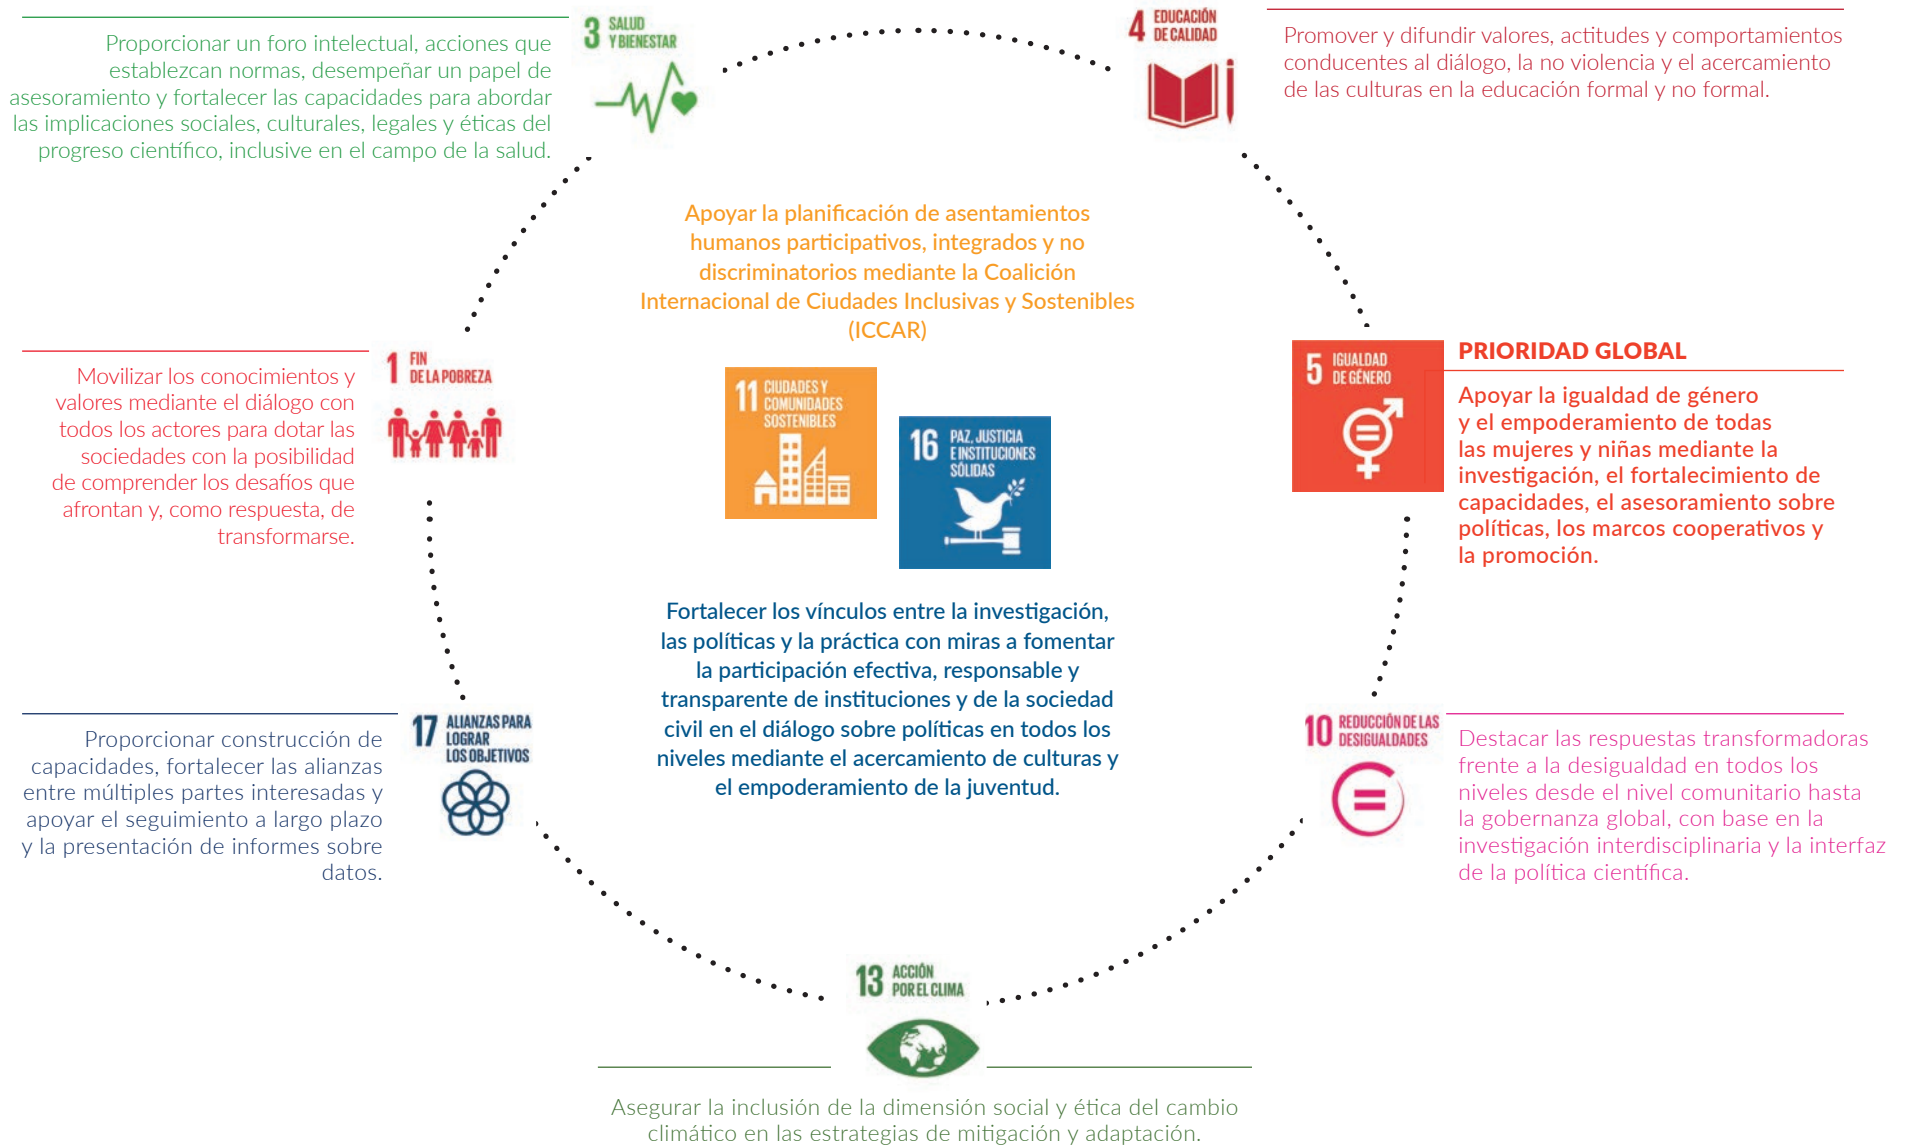 3 SALUD
Y BIENESTAR
Proporcionar un foro intelectual, acciones que
establezcan normas, desempeñar un papel de
asesoramiento y fortalecer las capacidades para abordar
las implicaciones sociales, culturales, legales y éticas del
progreso científico, inclusive en el campo de la salud.
4 EDUCACIÓN
DE CALIDAD
Promover y difundir valores, actitudes y comportamientos
conducentes al diálogo, la no violencia y el acercamiento
de las culturas en la educación formal y no formal.
Apoyar la planificación de asentamientos
humanos participativos, integrados y no
discriminatorios mediante la Coalición
Internacional de Ciudades Inclusivas y Sostenibles
(ICCAR)
1 FIN
DE LA POBREZA
Movilizar los conocimientos y
valores mediante el diálogo con
todos los actores para dotar las
sociedades con la posibilidad
de comprender los desafíos que
afrontan y, como respuesta, de
transformarse.
11 CIUDADES Y
COMUNIDADES
SOSTENIBLES
16 PAZ, JUSTICIA
E INSTITUCIONES
SÓLIDAS
5 IGUALDAD
DE GÉNERO
PRIORIDAD GLOBAL
Apoyar la igualdad de género
y el empoderamiento de todas
las mujeres y niñas mediante la
investigación, el fortalecimiento de
capacidades, el asesoramiento sobre
políticas, los marcos cooperativos y
la promoción.
Fortalecer los vínculos entre la investigación,
las políticas y la práctica con miras a fomentar
la participación efectiva, responsable y
transparente de instituciones y de la sociedad
civil en el diálogo sobre políticas en todos los
niveles mediante el acercamiento de culturas y
el empoderamiento de la juventud.
17 ALIANZAS PARA
LOGRAR
LOS OBJETIVOS
Proporcionar construcción de
capacidades, fortalecer las alianzas
entre múltiples partes interesadas y
apoyar el seguimiento a largo plazo
y la presentación de informes sobre
datos.
10 REDUCCIÓN DE LAS
DESIGUALDADES
Destacar las respuestas transformadoras
frente a la desigualdad en todos los
niveles desde el nivel comunitario hasta
la gobernanza global, con base en la
investigación interdisciplinaria y la interfaz
de la política científica.
13 ACCIÓN
POR EL CLIMA
Asegurar la inclusión de la dimensión social y ética del cambio
climático en las estrategias de mitigación y adaptación.